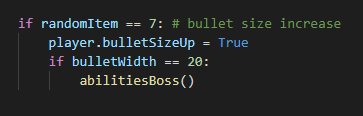 if randomItem == 7: # bullet size increase
    player.bulletSizeUp = True
    if bulletWidth == 20:
        abilitiesBoss()